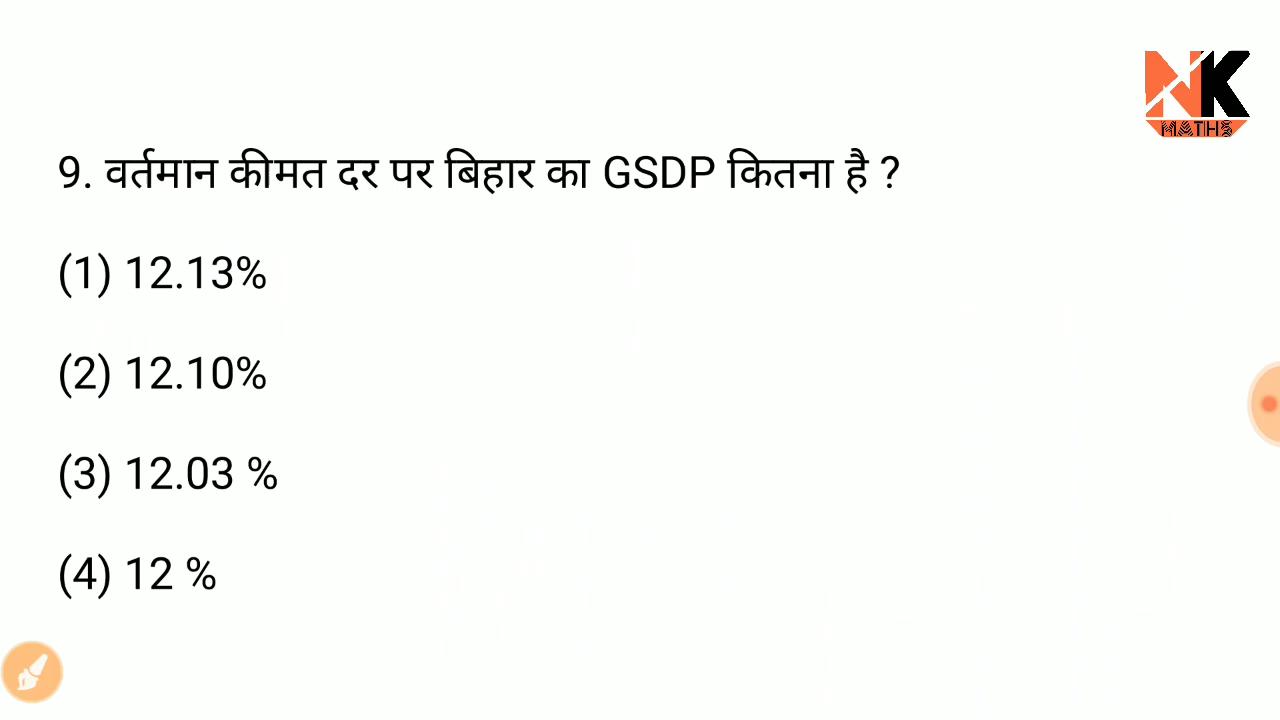 NK
MATHS
9. वर्तमान कीमत दर पर बिहार का GSDP कितना है ?
(1) 12.13%
(2) 12.10%
(3) 12.03 %
(4) 12 %